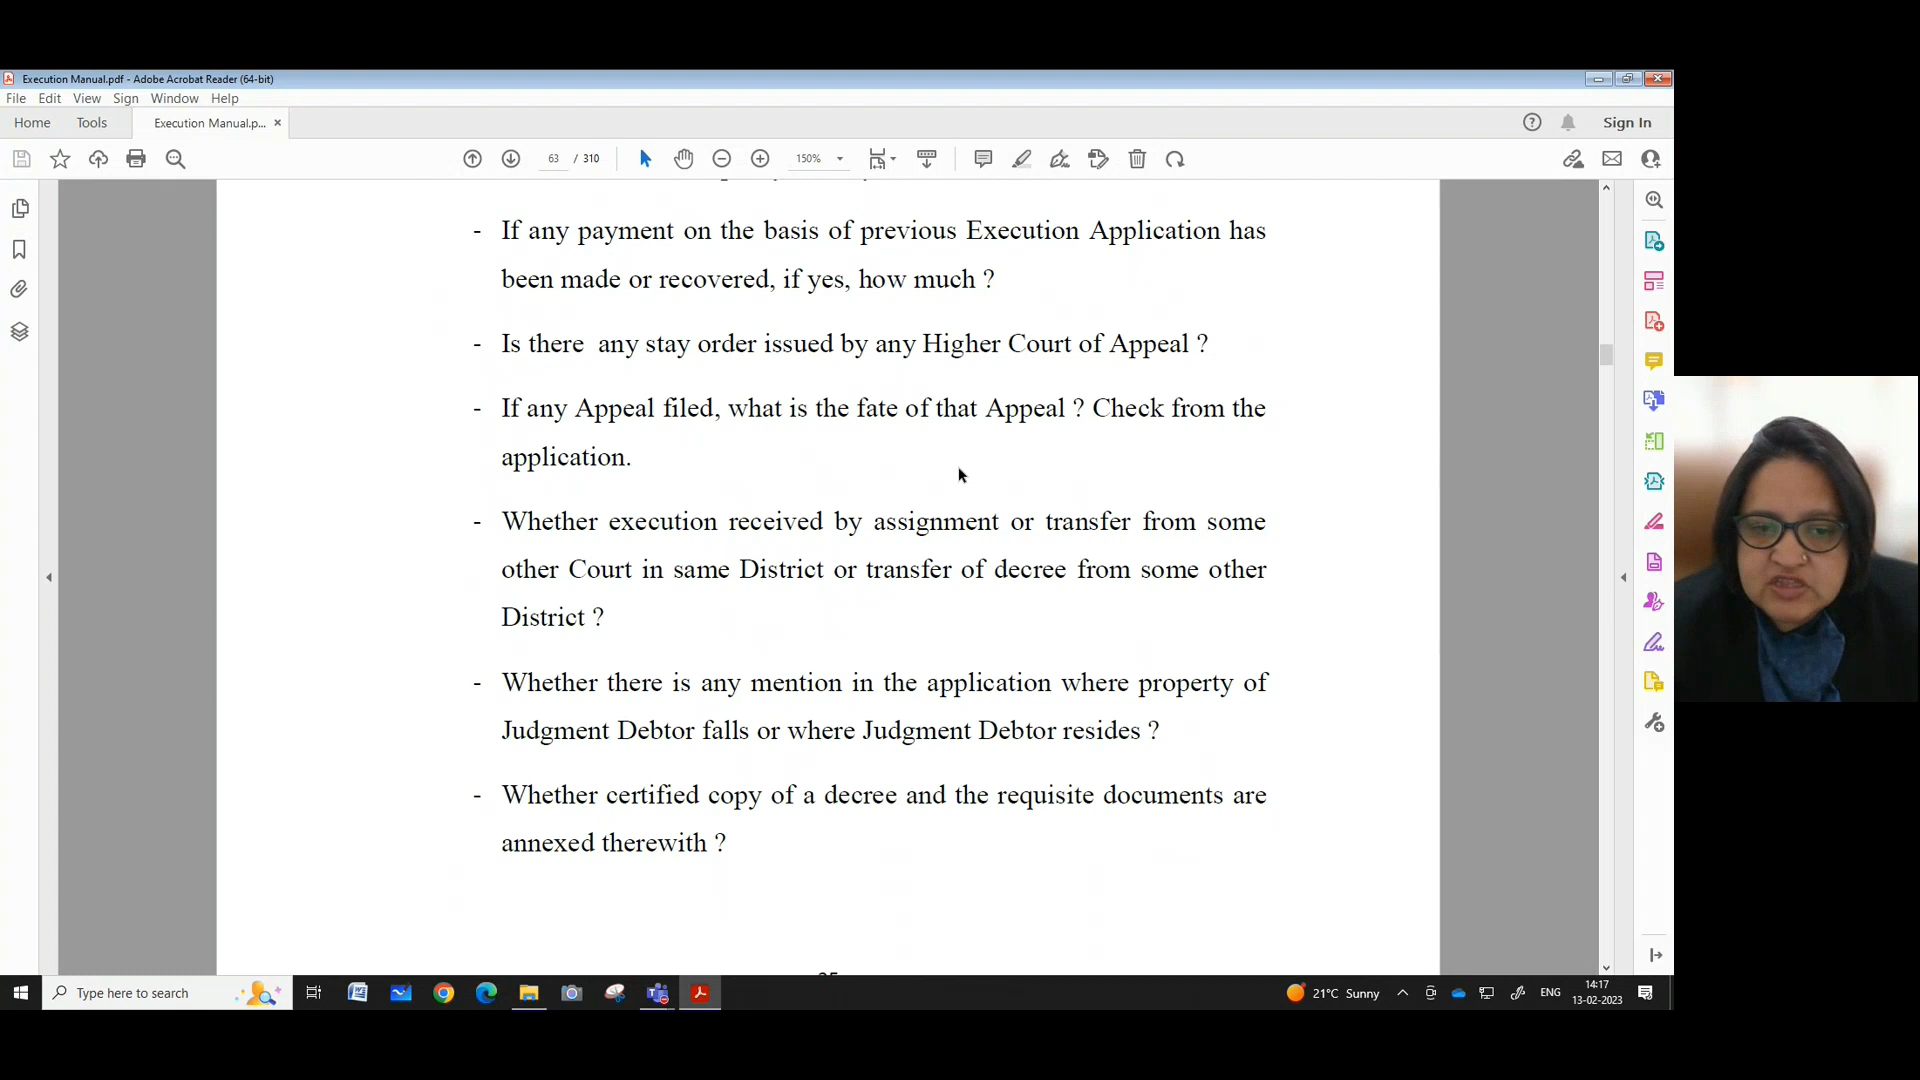 Execution Manual.pdf - Adobe Acrobat Reader (64-bit)
File Edit View Sign Window Help
Home Tools Execution Manual.p... × Sign In
63 / 310 150%
- If any payment on the basis of previous Execution Application has
been made or recovered, if yes, how much ?
- Is there any stay order issued by any Higher Court of Appeal ?
- If any Appeal filed, what is the fate of that Appeal ? Check from the
application.
- Whether execution received by assignment or transfer from some
other Court in same District or transfer of decree from some other
District ?
- Whether there is any mention in the application where property of
Judgment Debtor falls or where Judgment Debtor resides ?
- Whether certified copy of a decree and the requisite documents are
annexed therewith ?
Type here to search
21°C Sunny
ENG
14:17
13-02-2023